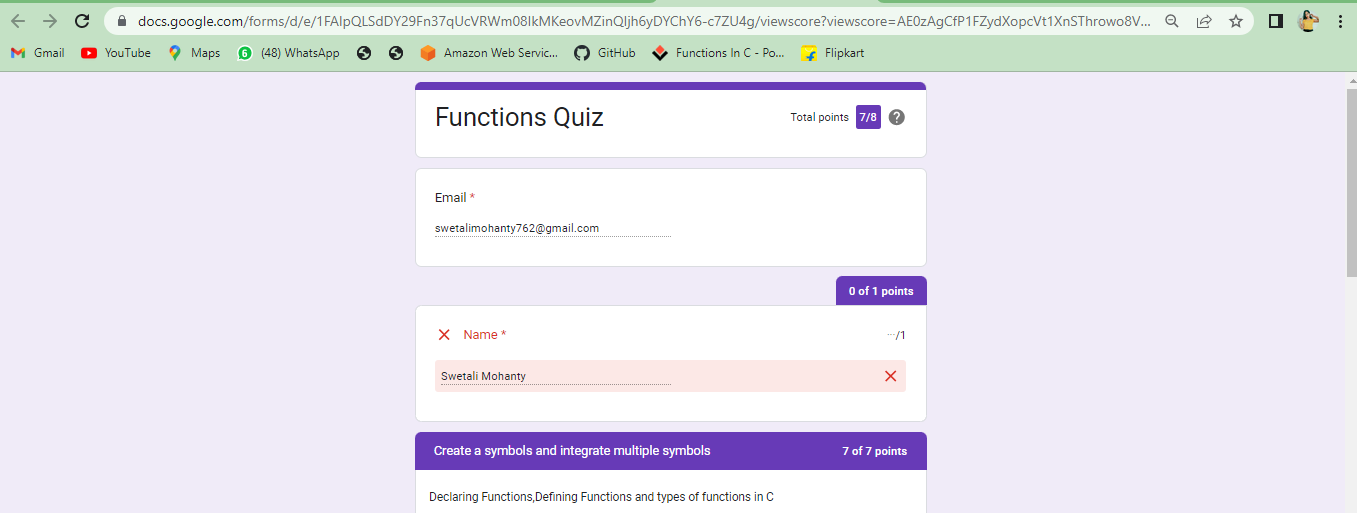 docs.google.com/forms/d/e/1FAIpQLSdDY29Fn37qUcVRWm08IkMKeovMZinQljh6yDYChY6-c7ZU4g/viewscore?viewscore=AE0zAgCfP1FZydXopcVt1XnSThrowo8V...
Gmail YouTube Maps 6 (48) WhatsApp Amazon Web Servic... GitHub Functions In C - Po... Flipkart
Functions Quiz
Total points 7/8 ?
Email *
swetalimohanty762@gmail.com
0 of 1 points
Name *
···/1
Swetali Mohanty
Create a symbols and integrate multiple symbols 7 of 7 points
Declaring Functions,Defining Functions and types of functions in C